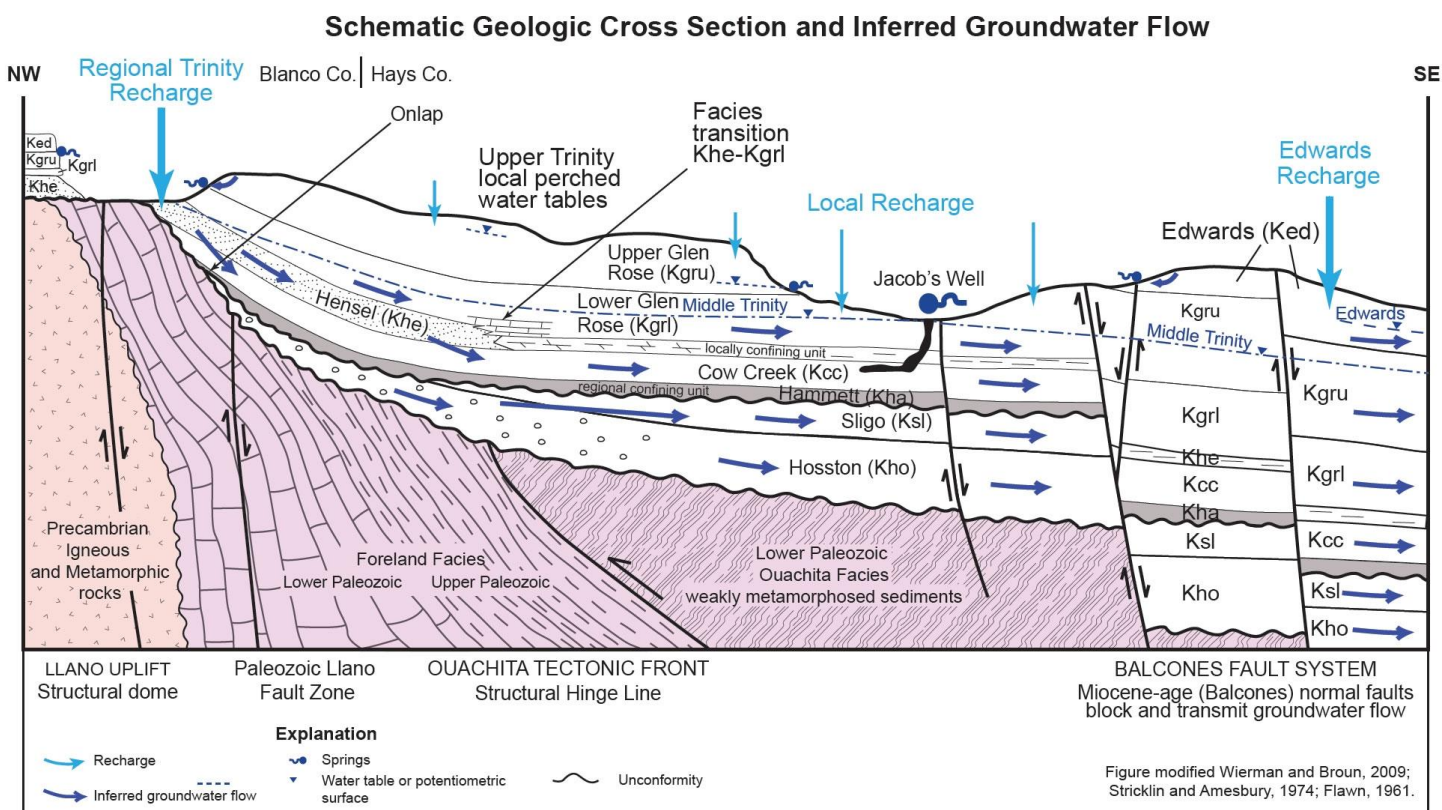 Schematic Geologic Cross Section and Inferred Groundwater Flow
NW
Regional Trinity
Recharge
Blanco Co.
Hays Co.
SE
Onlap
Facies
transition
Khe-Kgrl
Upper Trinity
local perched
water tables
Local Recharge
Edwards
Recharge
Edwards (Ked)
Ked
Kgru
Kgrl
Khe
Upper Glen
Rose (Kgru)
Jacob's Well
Lower Glen
Rose (Kgrl)
Middle Trinity
Hensel (Khe)
locally confining unit
Cow Creek (Kcc)
regional confining unit
Hammett (Kha)
Sligo (Ksl)
Hosston (Kho)
Kgru
Middle Trinity
Kgrl
Khe
Kcc
Kha
Ksl
Kho
Edwards
Kgru
Kgrl
Kcc
Ksl
Kho
Precambrian
Igneous
and Metamorphic
rocks
Foreland Facies
Lower Paleozoic
Upper Paleozoic
Lower Paleozoic
Ouachita Facies
weakly metamorphosed sediments
LLANO UPLIFT
Structural dome
Paleozoic Llano
Fault Zone
OUACHITA TECTONIC FRONT
Structural Hinge Line
BALCONES FAULT SYSTEM
Miocene-age (Balcones) normal faults
block and transmit groundwater flow
Explanation
Recharge
Inferred groundwater flow
Springs
Water table or potentiometric
surface
Unconformity
Figure modified Wierman and Broun, 2009;
Stricklin and Amesbury, 1974; Flawn, 1961.